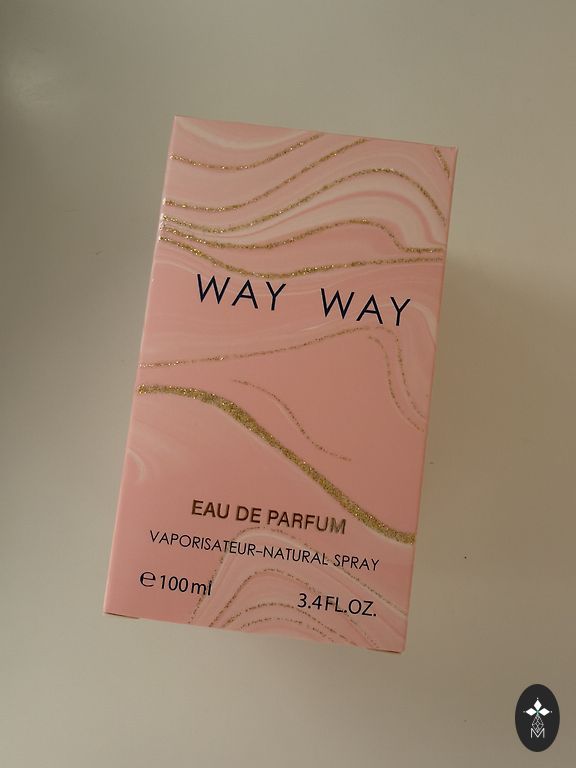 WAY WAY
EAU DE PARFUM
VAPORISATEUR–NATURAL SPRAY
℮100ml
3.4FL.OZ.